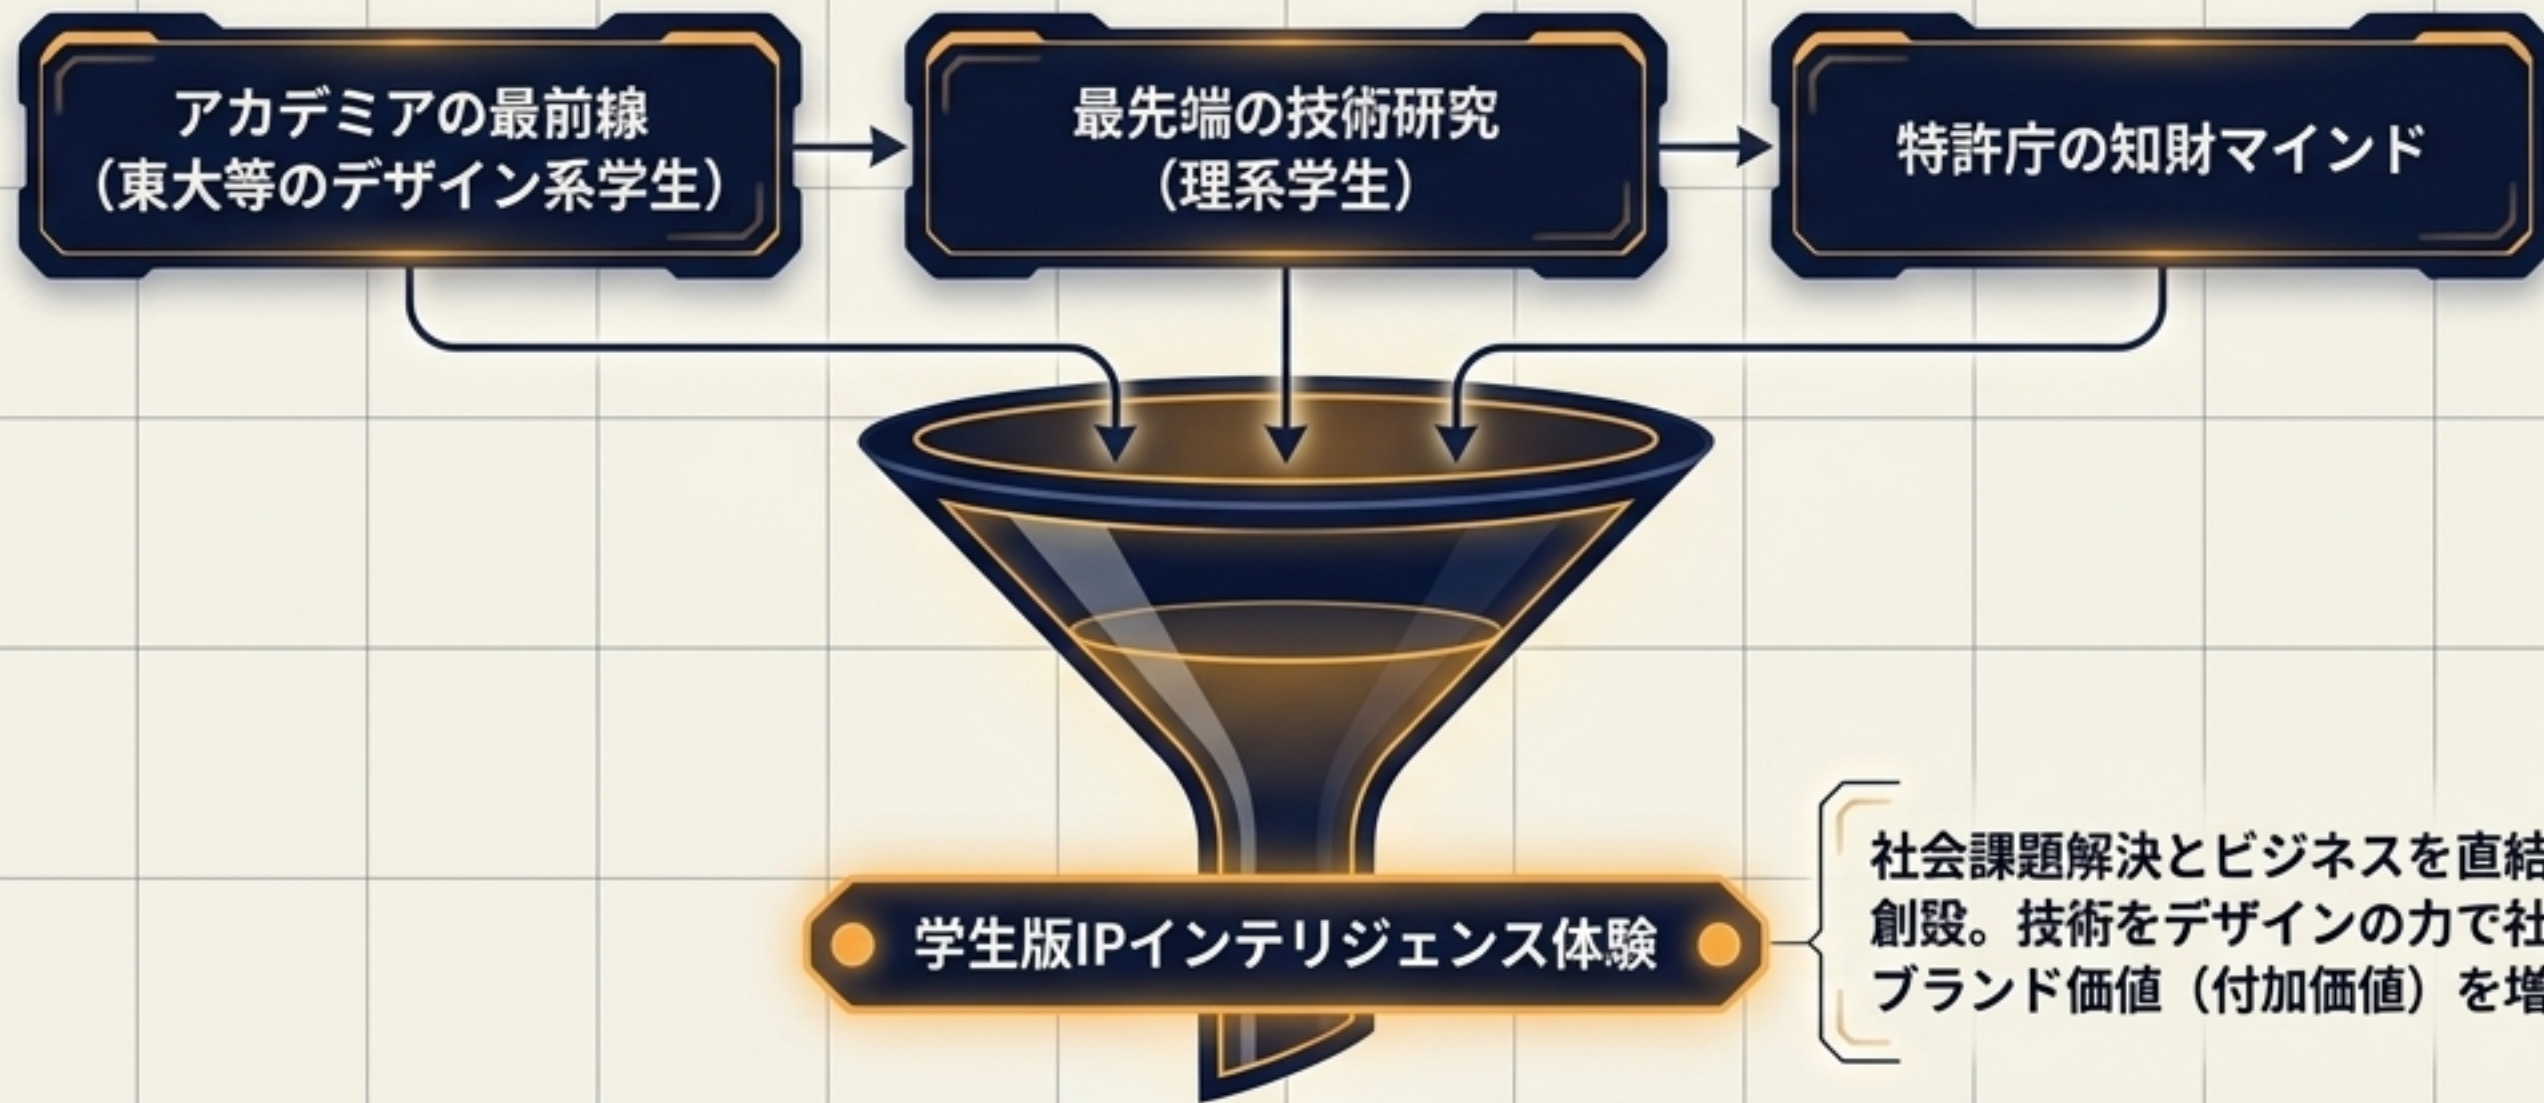 アカデミアの最前線
(東大等のデザイン系学生)
最先端の技術研究
(理系学生)
特許庁の知財マインド
学生版IPインテリジェンス体験
社会課題解決とビジネスを直結
創設。技術をデザインの力で社
ブランド価値（付加価値）を増